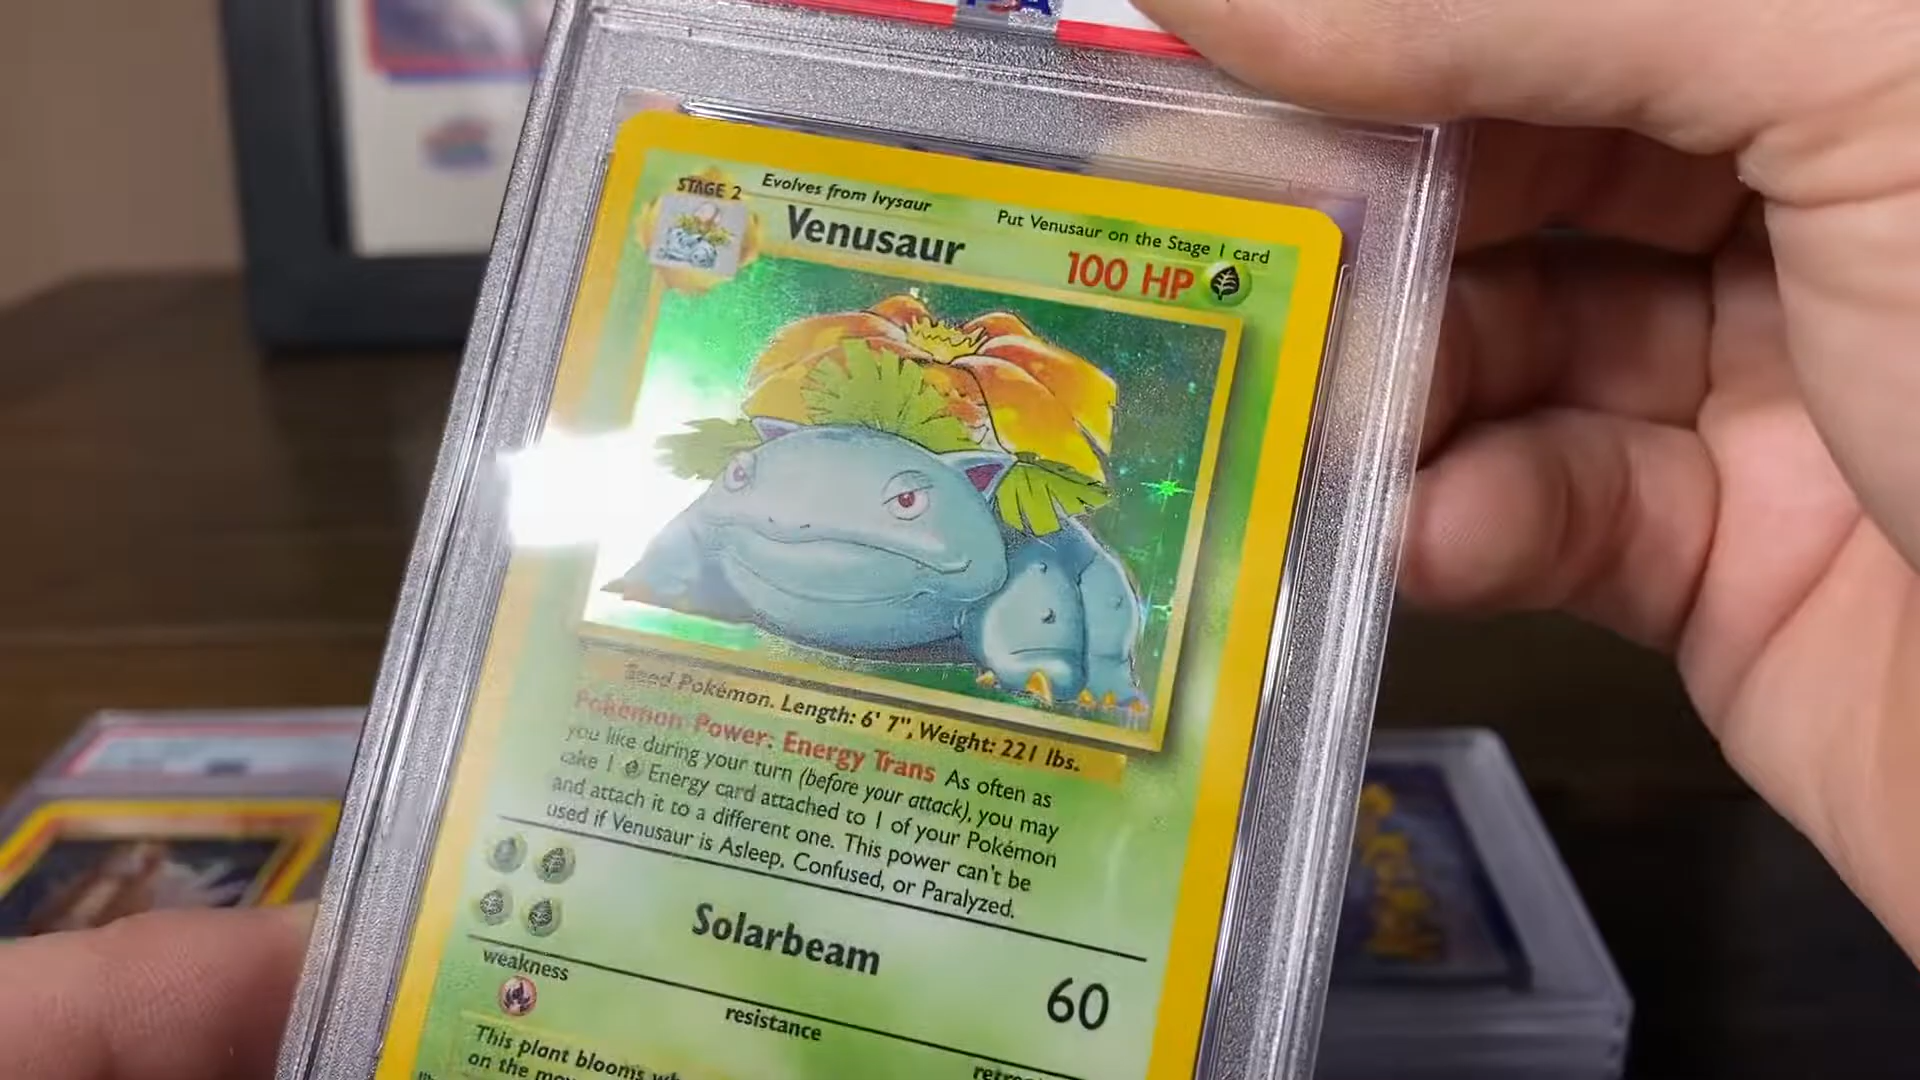 PSA
STAGE 2
Evolves from Ivysaur
Put Venusaur on the Stage 1 card
Venusaur
100 HP
Seed Pokémon. Length: 6' 7", Weight: 221 lbs.
Pokémon Power: Energy Trans As often as
you like during your turn (before your attack), you may
take 1 Energy card attached to 1 of your Pokémon
and attach it to a different one. This power can't be
used if Venusaur is Asleep, Confused, or Paralyzed.
Solarbeam
60
weakness
resistance
This plant blooms
on the